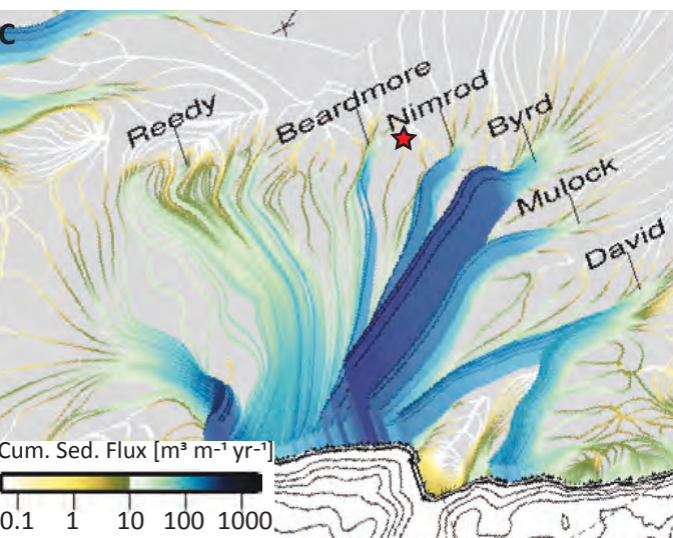 C
Reedy
Beardmore
Nimrod
Byrd
Mulock
David
Cum. Sed. Flux [m³ m⁻¹ yr⁻¹]
0.1 1 10 100 1000